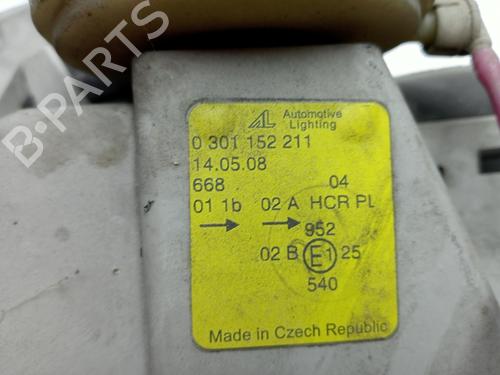 B-PARTS
AL Automotive
Lighting
0 301 152 211
14.05.08
668 04
01 1b 02 A HCR PL
952
02 B E1 25
540
Made in Czech Republic